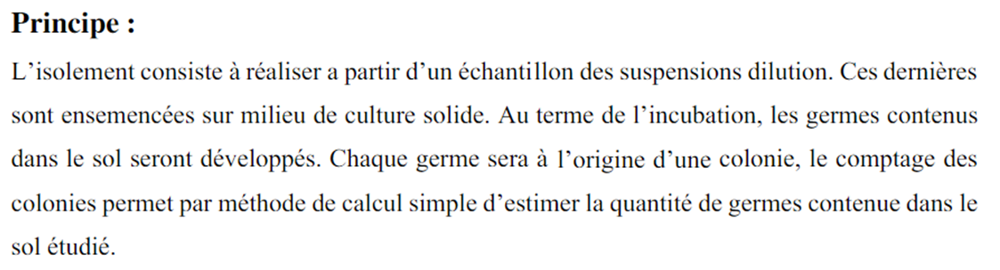 Principe :
L’isolement consiste à réaliser a partir d’un échantillon des suspensions dilution. Ces dernières
sont ensemencées sur milieu de culture solide. Au terme de l’incubation, les germes contenus
dans le sol seront développés. Chaque germe sera à l’origine d’une colonie, le comptage des
colonies permet par méthode de calcul simple d’estimer la quantité de germes contenue dans le
sol étudié.